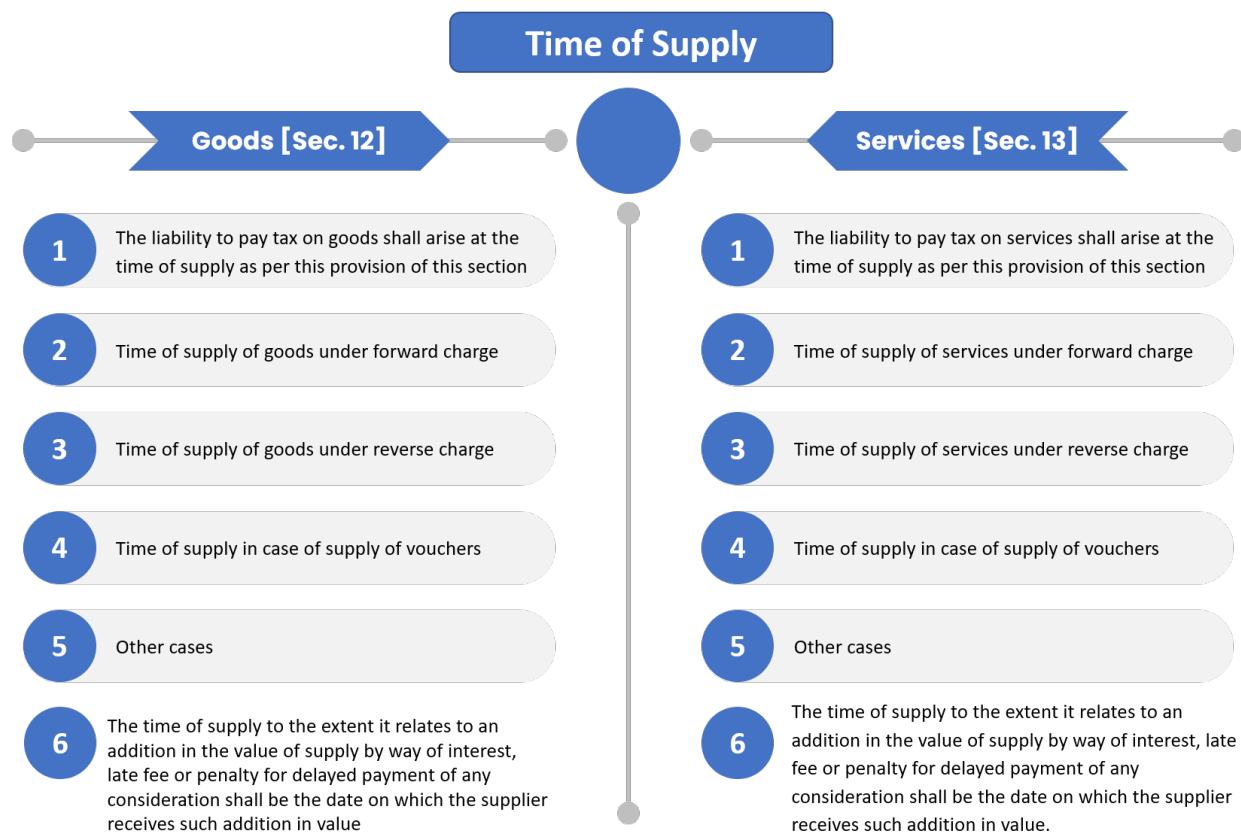 Time of Supply
Goods [Sec. 12]
1
The liability to pay tax on goods shall arise at the
time of supply as per this provision of this section
2
Time of supply of goods under forward charge
3
Time of supply of goods under reverse charge
4
Time of supply in case of supply of vouchers
5
Other cases
6
The time of supply to the extent it relates to an
addition in the value of supply by way of interest,
late fee or penalty for delayed payment of any
consideration shall be the date on which the supplier
receives such addition in value
Services [Sec. 13]
1
The liability to pay tax on services shall arise at the
time of supply as per this provision of this section
2
Time of supply of services under forward charge
3
Time of supply of services under reverse charge
4
Time of supply in case of supply of vouchers
5
Other cases
6
The time of supply to the extent it relates to an
addition in the value of supply by way of interest, late
fee or penalty for delayed payment of any
consideration shall be the date on which the supplier
receives such addition in value.